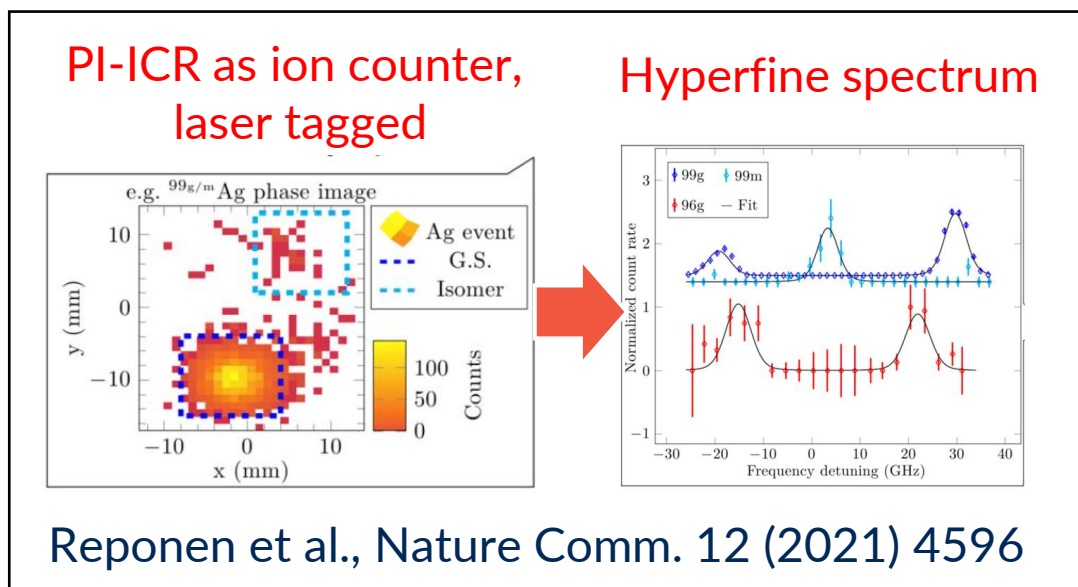 PI-ICR as ion counter,
laser tagged
Hyperfine spectrum
e.g. ⁹⁹ᵍ/ᵐAg phase image
10
0
−10
y (mm)
−10
0
10
x (mm)
Ag event
G.S.
Isomer
100
50
0
Counts
99g
99m
96g
Fit
3
2
1
0
−1
Normalized count rate
−30
−20
−10
0
10
20
30
40
Frequency detuning (GHz)
Reponen et al., Nature Comm. 12 (2021) 4596